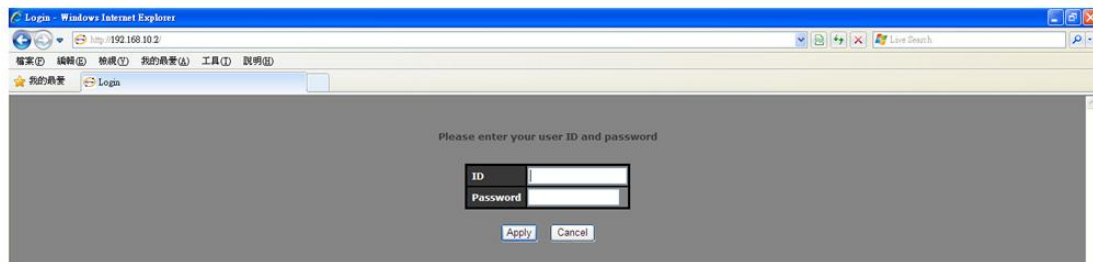 Login - Windows Internet Explorer
http://192.168.10.2/
Live Search
檔案(F) 編輯(E) 檢視(V) 我的最愛(A) 工具(T) 說明(H)
我的最愛 Login
Please enter your user ID and password
ID
Password
Apply Cancel